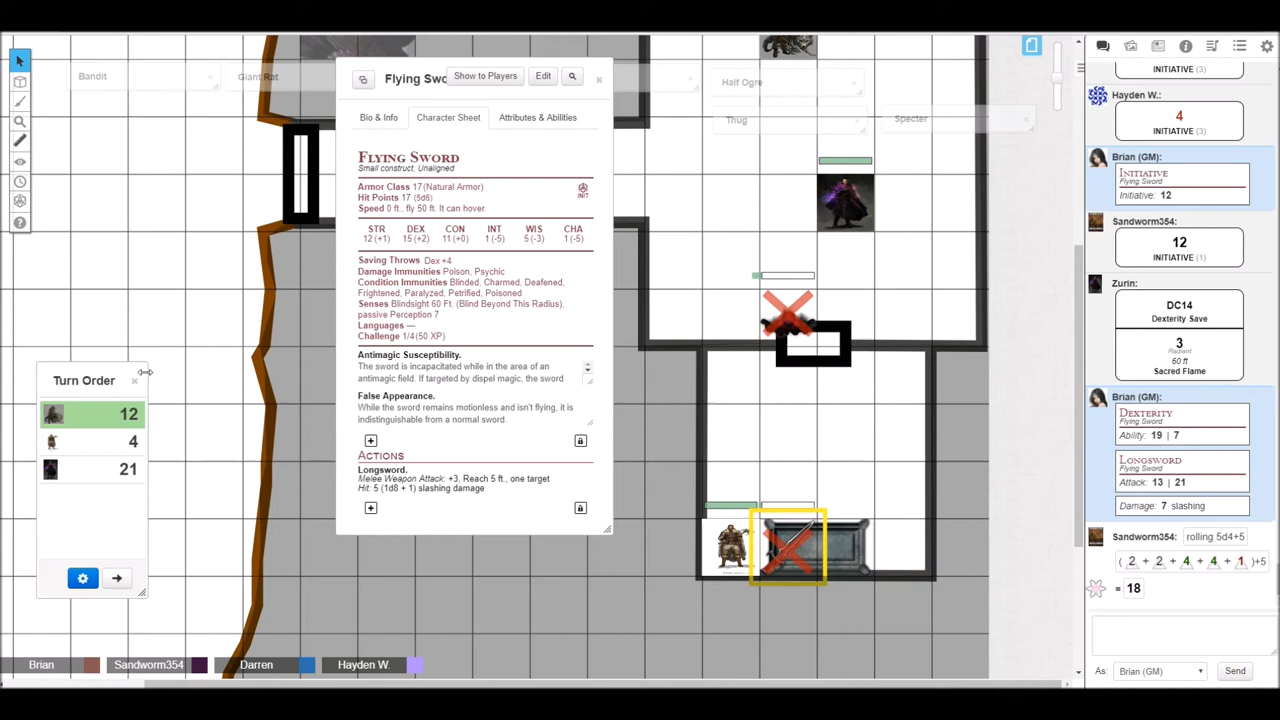 Bandit
Giant Rat
Half Ogre
Thug
Specter
Flying Swo
Show to Players
Edit
Bio & Info
Character Sheet
Attributes & Abilities
FLYING SWORD
Small construct, Unaligned
Armor Class 17 (Natural Armor)
Hit Points 17 (5d6)
Speed 0 ft., fly 50 ft. It can hover.
INIT
STR DEX CON INT WIS CHA
12 (+1) 15 (+2) 11 (+0) 1 (-5) 5 (-3) 1 (-5)
Saving Throws Dex +4
Damage Immunities Poison, Psychic
Condition Immunities Blinded, Charmed, Deafened,
Frightened, Paralyzed, Petrified, Poisoned
Senses Blindsight 60 Ft. (Blind Beyond This Radius),
passive Perception 7
Languages —
Challenge 1/4 (50 XP)
Antimagic Susceptibility.
The sword is incapacitated while in the area of an
antimagic field. If targeted by dispel magic, the sword
False Appearance.
While the sword remains motionless and isn't flying, it is
indistinguishable from a normal sword.
ACTIONS
Longsword.
Melee Weapon Attack: +3, Reach 5 ft., one target
Hit: 5 (1d8 + 1) slashing damage
Turn Order
12
4
21
Brian
Sandworm354
Darren
Hayden W.
INITIATIVE (3)
Hayden W.:
4
INITIATIVE (3)
Brian (GM):
INITIATIVE
Flying Sword
Initiative: 12
Sandworm354:
12
INITIATIVE (1)
Zurin:
DC14
Dexterity Save
3
Radiant
60 ft
Sacred Flame
Brian (GM):
DEXTERITY
Flying Sword
Ability: 19 | 7
LONGSWORD
Flying Sword
Attack: 13 | 21
Damage: 7 slashing
Sandworm354: rolling 5d4+5
( 2 + 2 + 4 + 4 + 1 )+5
= 18
As: Brian (GM)
Send